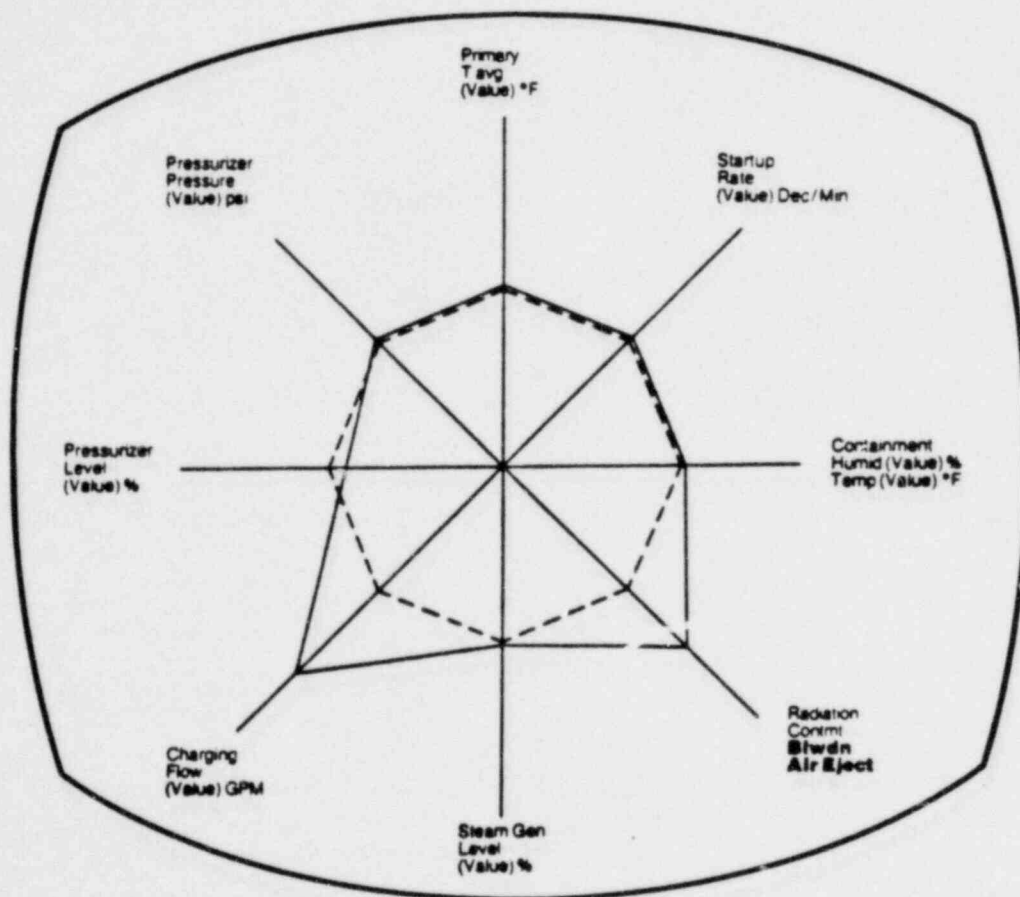 Primary
T avg
(Value) °F
Pressurizer
Pressure
(Value) psi
Startup
Rate
(Value) Dec/Min
Pressurizer
Level
(Value) %
Containment
Humid (Value) %
Temp (Value) °F
Charging
Flow
(Value) GPM
Steam Gen
Level
(Value) %
Radiation
Contmt
Blwdn
Air Eject